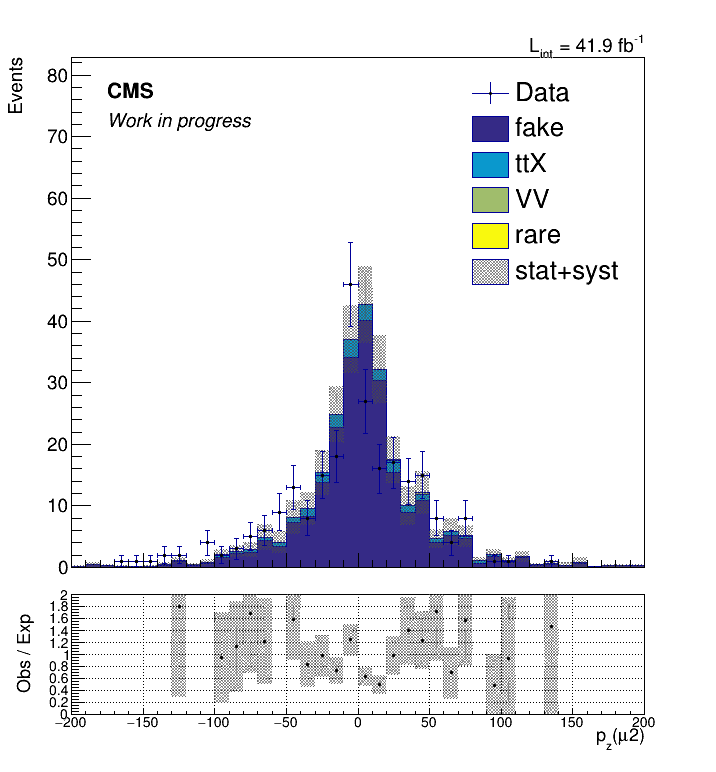 L_int = 41.9 fb^-1
Events
80
70
60
50
40
30
20
10
0
CMS
Work in progress
Data
fake
ttX
VV
rare
stat+syst
Obs / Exp
2
1.8
1.6
1.4
1.2
1
0.8
0.6
0.4
0.2
0
−200 −150 −100 −50 0 50 100 150 200
p_z(μ2)